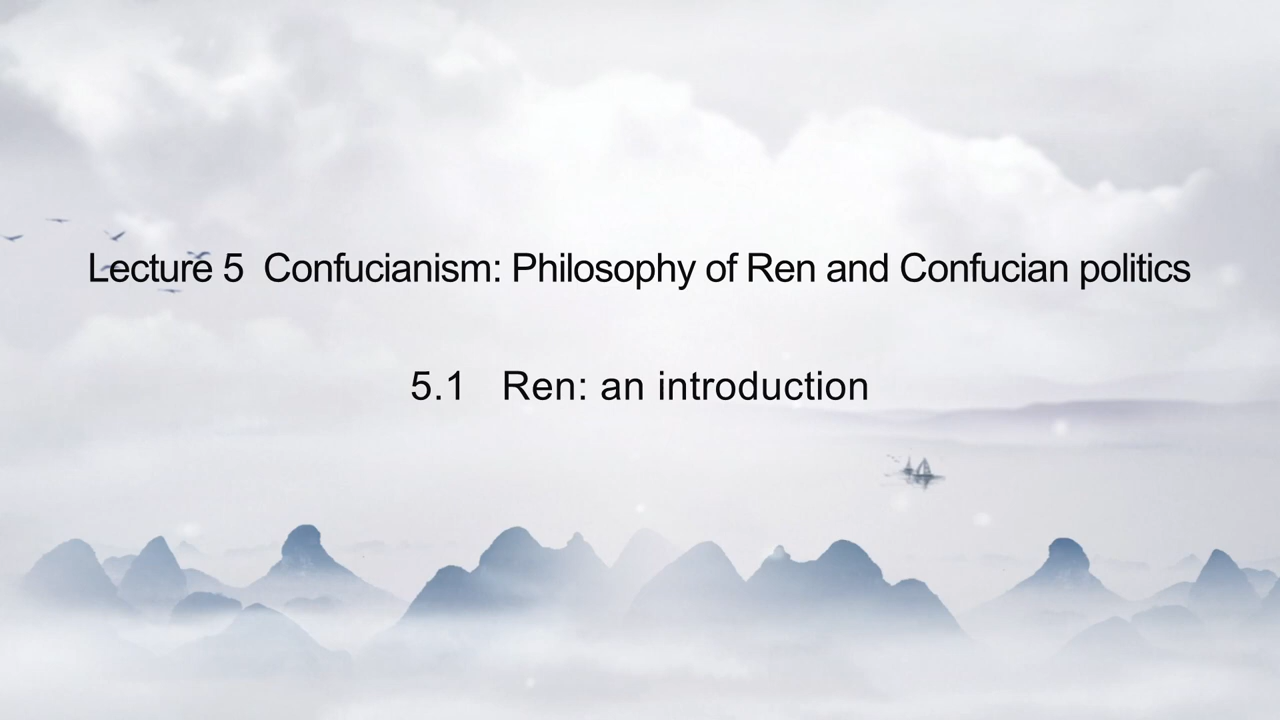 Lecture 5  Confucianism: Philosophy of Ren and Confucian politics
5.1   Ren: an introduction